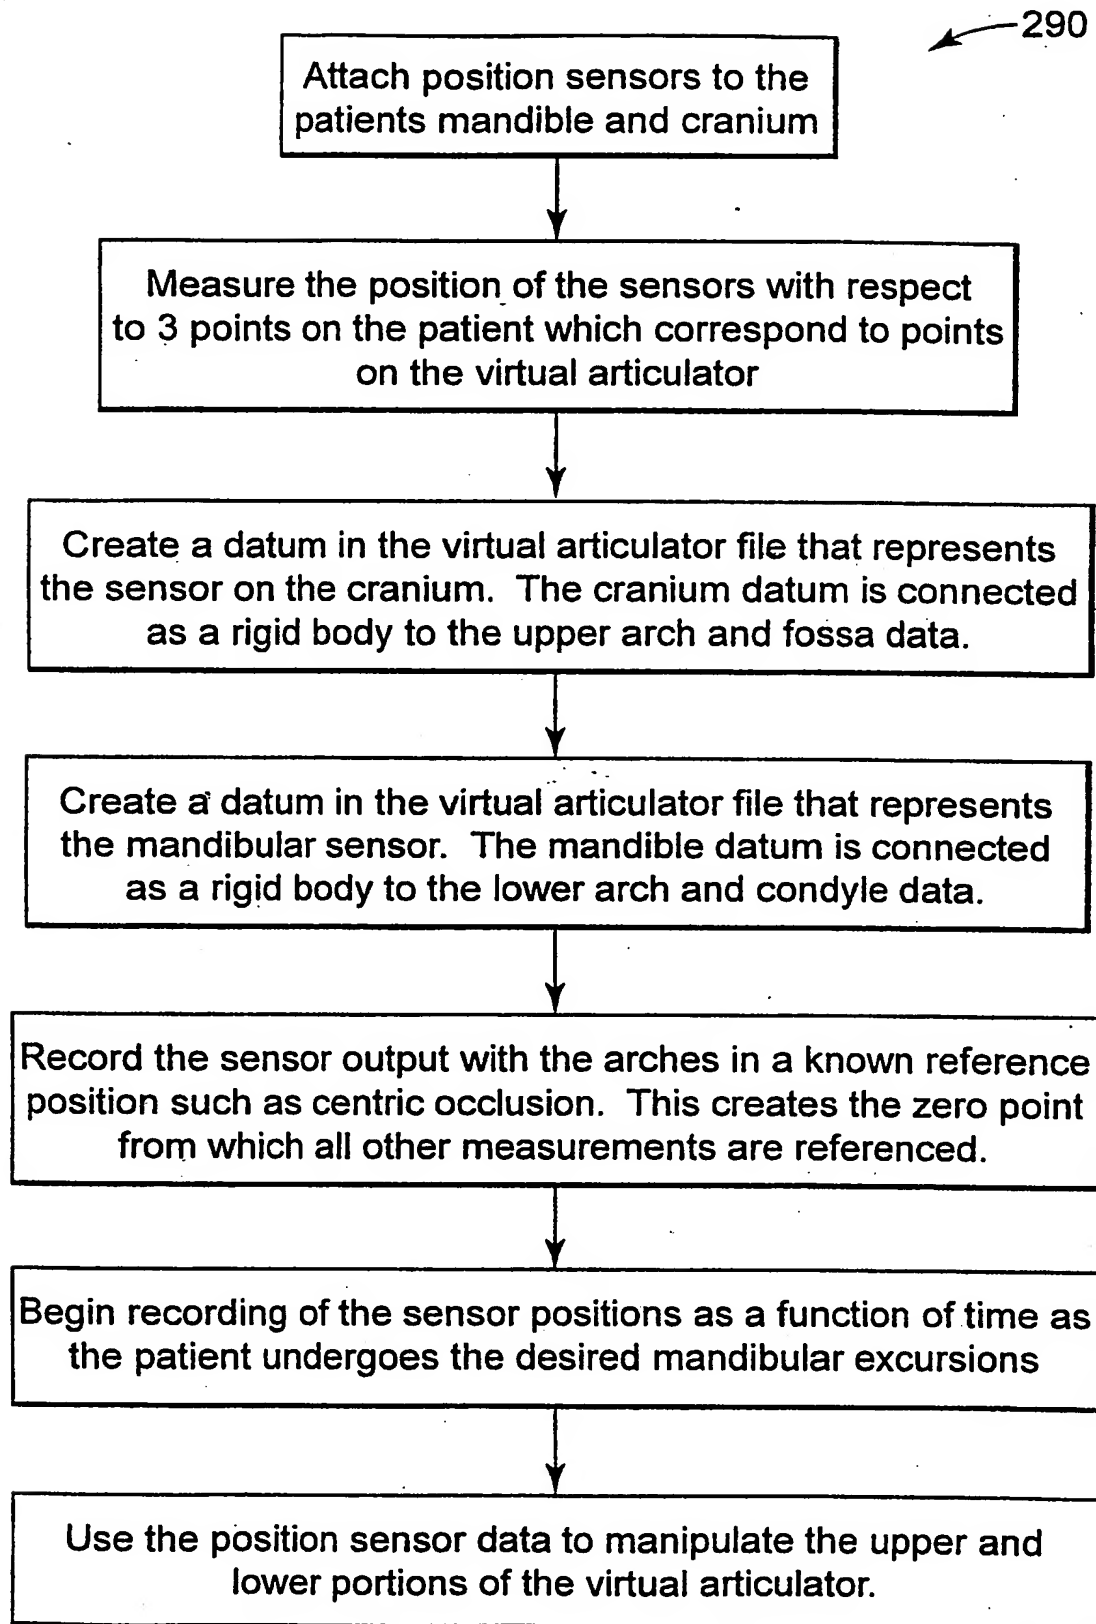 290
Attach position sensors to the
patients mandible and cranium
Measure the position of the sensors with respect
to 3 points on the patient which correspond to points
on the virtual articulator
Create a datum in the virtual articulator file that represents
the sensor on the cranium. The cranium datum is connected
as a rigid body to the upper arch and fossa data.
Create a datum in the virtual articulator file that represents
the mandibular sensor. The mandible datum is connected
as a rigid body to the lower arch and condyle data.
Record the sensor output with the arches in a known reference
position such as centric occlusion. This creates the zero point
from which all other measurements are referenced.
Begin recording of the sensor positions as a function of time as
the patient undergoes the desired mandibular excursions
Use the position sensor data to manipulate the upper and
lower portions of the virtual articulator.